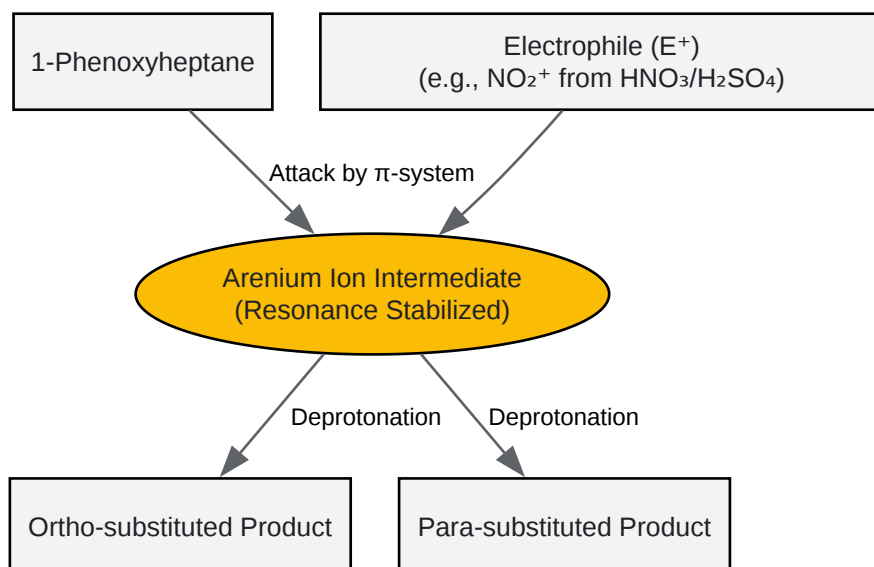 1-Phenoxyheptane
Electrophile (E⁺)
(e.g., NO₂⁺ from HNO₃/H₂SO₄)
Attack by π-system
Arenium Ion Intermediate
(Resonance Stabilized)
Deprotonation
Deprotonation
Ortho-substituted Product
Para-substituted Product